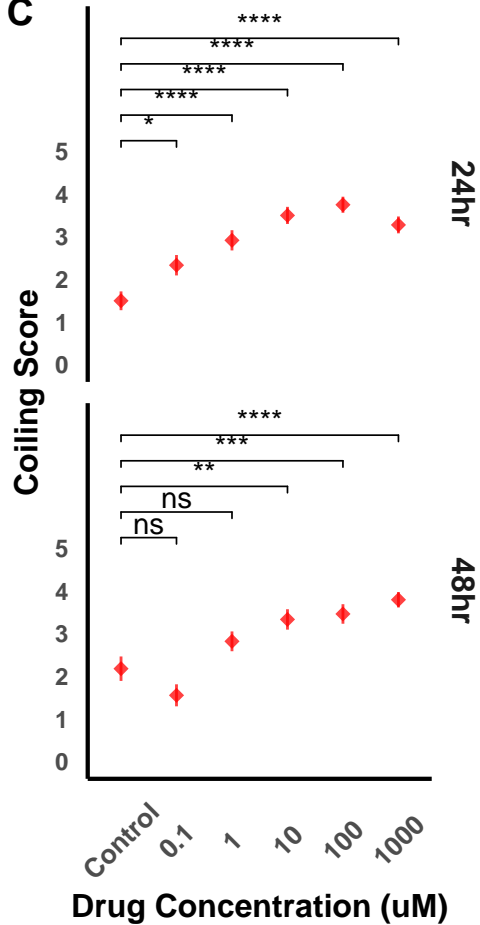 C
****
****
****
****
*
5
4
3
2
1
0
24hr
Coiling Score
****
***
**
ns
ns
5
4
3
2
1
0
48hr
Control 0.1 1 10 100 1000
Drug Concentration (uM)